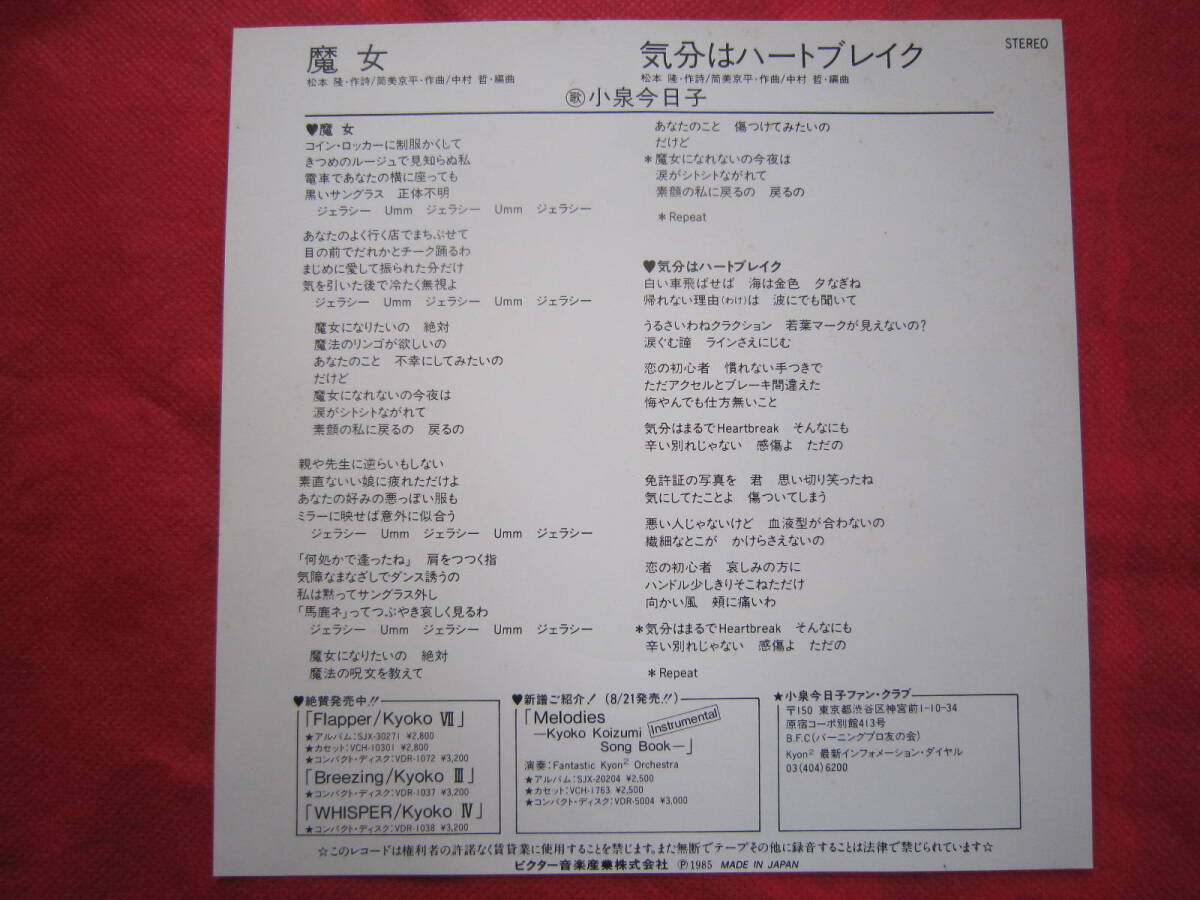 魔女
松本 隆・作詩/筒美京平・作曲/中村 哲・編曲
気分はハートブレイク
松本 隆・作詩/筒美京平・作曲/中村 哲・編曲
STEREO
歌 小泉今日子
♥魔 女
コイン・ロッカーに制服かくして
きつめのルージュで見知らぬ私
電車であなたの横に座っても
黒いサングラス 正体不明
ジェラシー Umm ジェラシー Umm ジェラシー
あなたのよく行く店でまちぶせて
目の前でだれかとチーク踊るわ
まじめに愛して振られた分だけ
気を引いた後で冷たく無視よ
ジェラシー Umm ジェラシー Umm ジェラシー
魔女になりたいの 絶対
魔法のリンゴが欲しいの
あなたのこと 不幸にしてみたいの
だけど
魔女になれないの今夜は
涙がシトシトながれて
素顔の私に戻るの 戻るの
親や先生に逆らいもしない
素直ないい娘に疲れただけよ
あなたの好みの悪っぽい服も
ミラーに映せば意外に似合う
ジェラシー Umm ジェラシー Umm ジェラシー
「何処かで逢ったね」 肩をつつく指
気障なまなざしでダンス誘うの
私は黙ってサングラス外し
「馬鹿ネ」ってつぶやき哀しく見るわ
ジェラシー Umm ジェラシー Umm ジェラシー
魔女になりたいの 絶対
魔法の呪文を教えて
あなたのこと 傷つけてみたいの
だけど
＊魔女になれないの今夜は
涙がシトシトながれて
素顔の私に戻るの 戻るの
＊Repeat
♥気分はハートブレイク
白い車飛ばせば 海は金色 夕なぎね
帰れない理由(わけ)は 波にでも聞いて
うるさいわねクラクション 若葉マークが見えないの?
涙ぐむ瞳 ラインさえにじむ
恋の初心者 慣れない手つきで
ただアクセルとブレーキ間違えた
悔やんでも仕方無いこと
気分はまるでHeartbreak そんなにも
辛い別れじゃない 感傷よ ただの
免許証の写真を 君 思い切り笑ったね
気にしてたことよ 傷ついてしまう
悪い人じゃないけど 血液型が合わないの
繊細なとこが かけらさえないの
恋の初心者 哀しみの方に
ハンドル少しきりそこねただけ
向かい風 頬に痛いわ
＊気分はまるでHeartbreak そんなにも
辛い別れじゃない 感傷よ ただの
＊Repeat
♥絶賛発売中!!
「Flapper/Kyoko Ⅶ」
★アルバム:SJX-30271 ¥2,800
★カセット:VCH-10301 ¥2,800
★コンパクト・ディスク:VDR-1072 ¥3,200
「Breezing/Kyoko Ⅲ」
★コンパクト・ディスク:VDR-1037 ¥3,200
「WHISPER/Kyoko Ⅳ」
★コンパクト・ディスク:VDR-1038 ¥3,200
♥新譜ご紹介! (8/21発売!!)
「Melodies Instrumental
—Kyoko Koizumi
Song Book—」
演奏:Fantastic Kyon² Orchestra
★アルバム:SJX-20204 ¥2,500
★カセット:VCH-1763 ¥2,500
★コンパクト・ディスク:VDR-5004 ¥3,000
★小泉今日子ファン・クラブ
〒150 東京都渋谷区神宮前1-10-34
原宿コーポ別館413号
B.F.C(バーニングプロ友の会)
Kyon² 最新インフォメーション・ダイヤル
03(404)6200
☆このレコードは権利者の許諾なく賃貸業に使用することを禁じます。また無断でテープその他に録音することは法律で禁じられています☆
ビクター音楽産業株式会社 ℗1985 MADE IN JAPAN